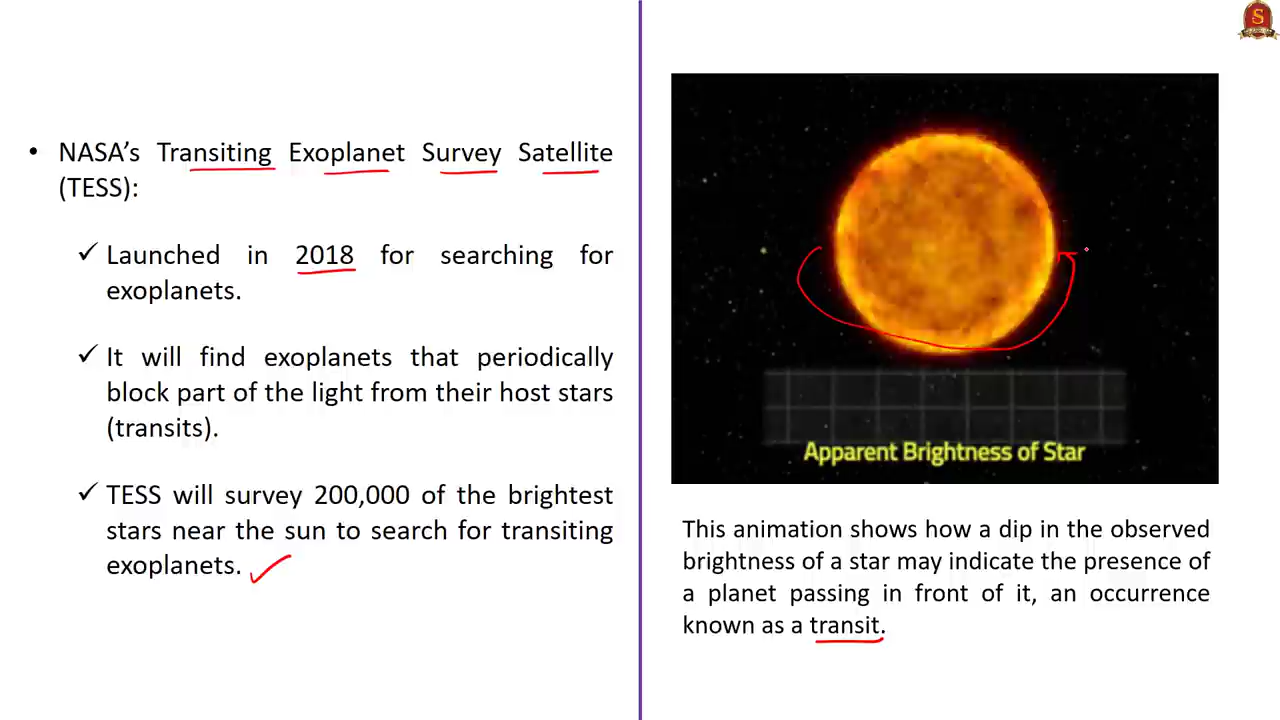 • NASA’s Transiting Exoplanet Survey Satellite
(TESS):
✓ Launched in 2018 for searching for
exoplanets.
✓ It will find exoplanets that periodically
block part of the light from their host stars
(transits).
✓ TESS will survey 200,000 of the brightest
stars near the sun to search for transiting
exoplanets.
Apparent Brightness of Star
This animation shows how a dip in the observed
brightness of a star may indicate the presence of
a planet passing in front of it, an occurrence
known as a transit.
S